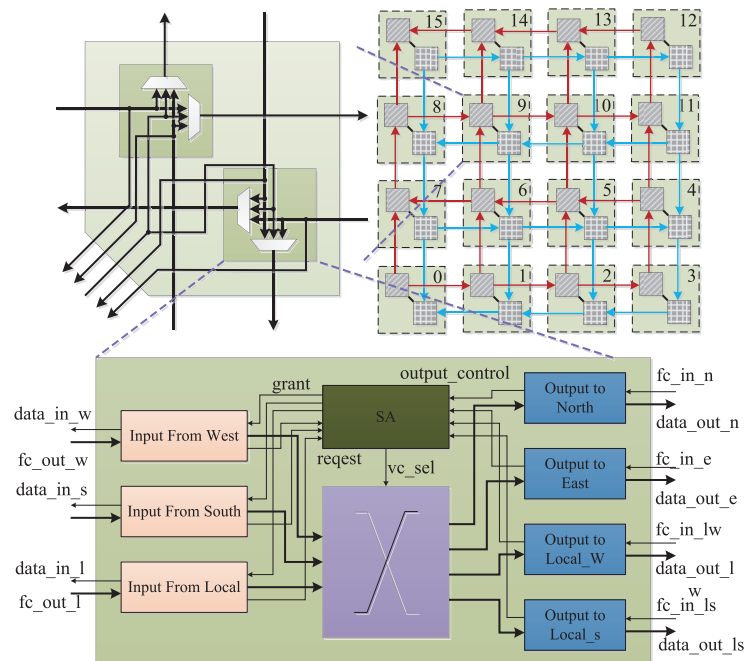 15 14 13 12
8 9 10 11
7 6 5 4
0 1 2 3
grant
output_control
SA
reqest
vc_sel
data_in_w
fc_out_w
data_in_s
data_in_l
fc_out_l
Input From West
Input From South
Input From Local
Output to
North
Output to
East
Output to
Local_W
Output to
Local_s
fc_in_n
data_out_n
fc_in_e
data_out_e
fc_in_lw
data_out_l
w
fc_in_ls
data_out_ls